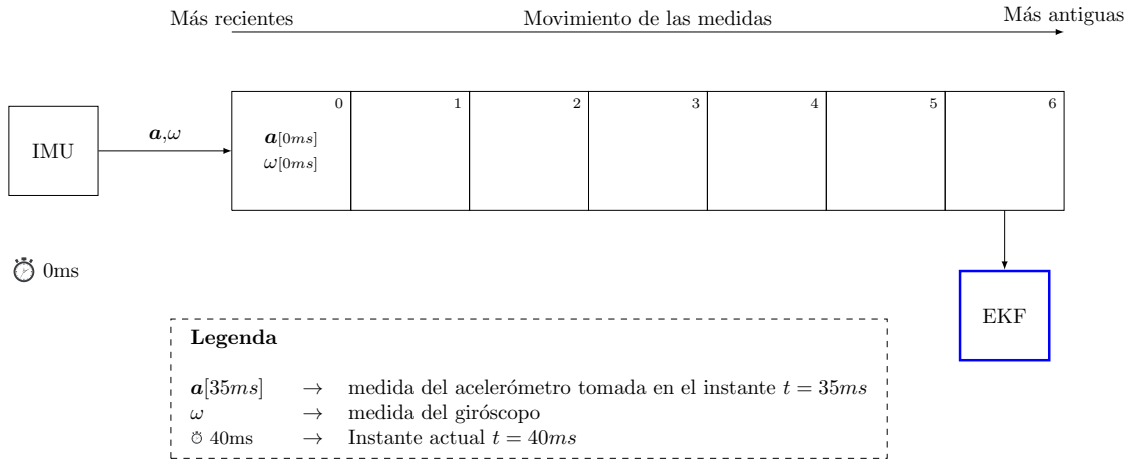 Más recientes Movimiento de las medidas Más antiguas
0 1 2 3 4 5 6
IMU
a,ω
a[0ms]
ω[0ms]
0ms
EKF
Legenda
a[35ms] → medida del acelerómetro tomada en el instante t = 35ms
ω → medida del giróscopo
⏱ 40ms → Instante actual t = 40ms